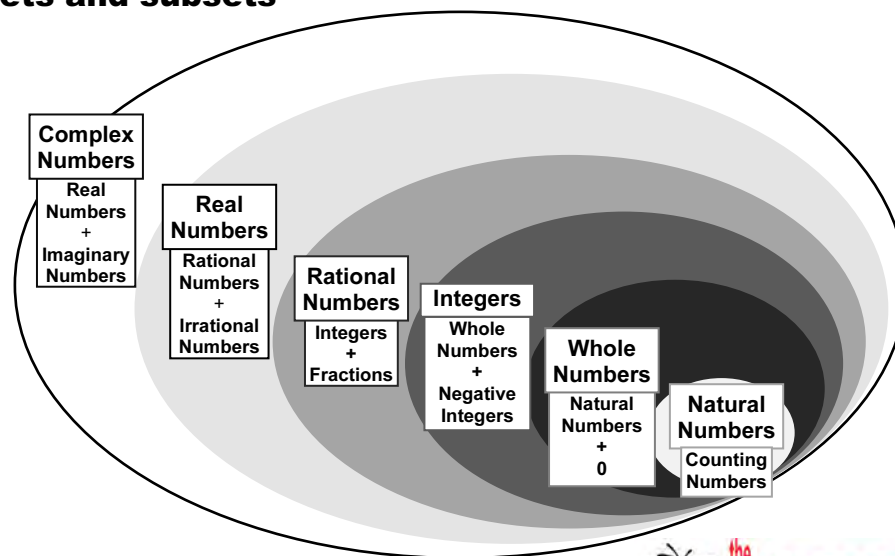 ets and subsets
Complex
Numbers
Real
Numbers
+
Imaginary
Numbers
Real
Numbers
Rational
Numbers
+
Irrational
Numbers
Rational
Numbers
Integers
+
Fractions
Integers
Whole
Numbers
+
Negative
Integers
Whole
Numbers
Natural
Numbers
+
0
Natural
Numbers
Counting
Numbers
the